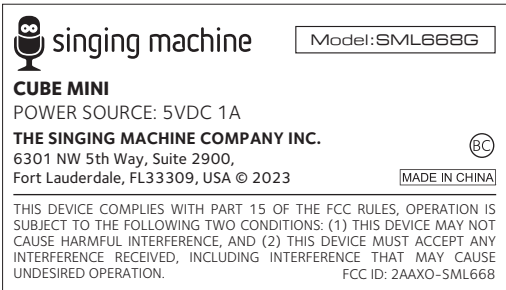 singing machine
Model:SML668G
CUBE MINI
POWER SOURCE: 5VDC 1A
THE SINGING MACHINE COMPANY INC.
6301 NW 5th Way, Suite 2900,
BC
Fort Lauderdale, FL33309, USA © 2023
MADE IN CHINA
THIS DEVICE COMPLIES WITH PART 15 OF THE FCC RULES, OPERATION IS
SUBJECT TO THE FOLLOWING TWO CONDITIONS: (1) THIS DEVICE MAY NOT
CAUSE HARMFUL INTERFERENCE, AND (2) THIS DEVICE MUST ACCEPT ANY
INTERFERENCE RECEIVED, INCLUDING INTERFERENCE THAT MAY CAUSE
UNDESIRED OPERATION.
FCC ID: 2AAXO-SML668